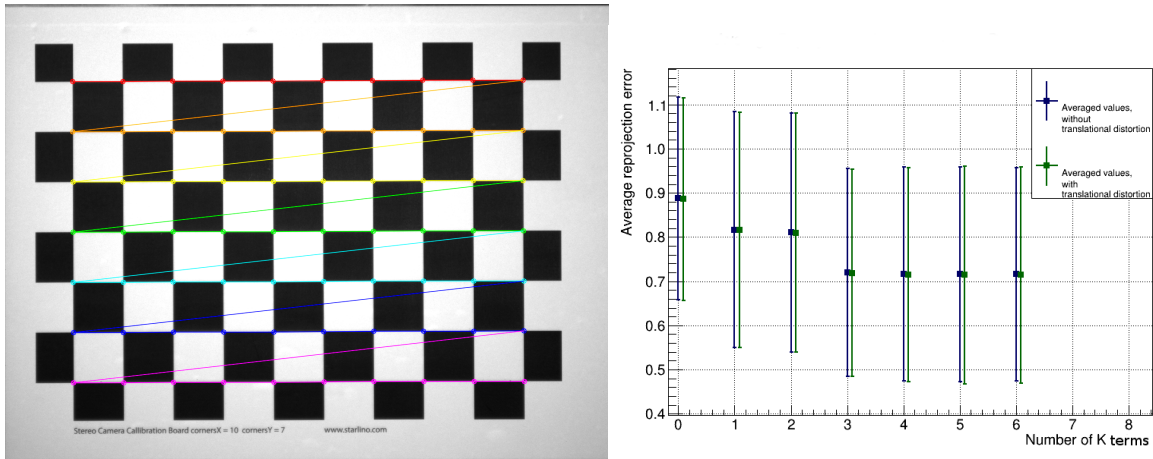 Stereo Camera Callibration Board cornersX = 10 cornersY = 7 www.starlino.com
Average reprojection error
1.1
1.0
0.9
0.8
0.7
0.6
0.5
0.4
0 1 2 3 4 5 6 7 8
Number of K terms
Averaged values,
without
translational distortion
Averaged values,
with
translational distortion